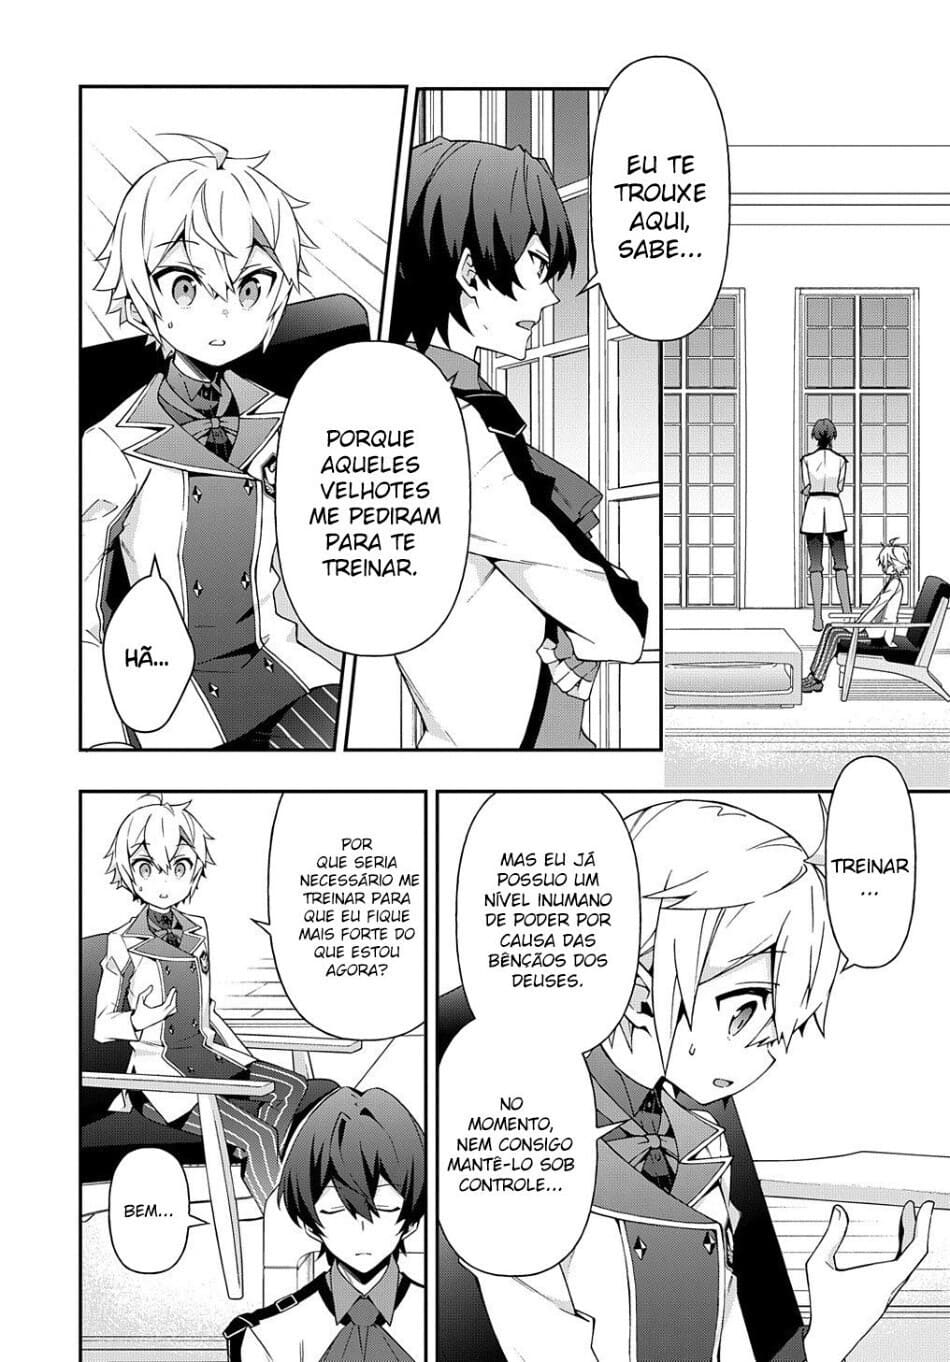 EU TE
TROUXE
AQUI,
SABE...
PORQUE
AQUELES
VELHOTES
ME PEDIRAM
PARA TE
TREINAR.
HÃ...
TREINAR
...
MAS EU JÁ
POSSUO UM
NÍVEL INUMANO
DE PODER POR
CAUSA DAS
BÊNÇÃOS DOS
DEUSES.
NO
MOMENTO,
NEM CONSIGO
MANTÊ-LO SOB
CONTROLE...
POR
QUE SERIA
NECESSÁRIO ME
TREINAR PARA
QUE EU FIQUE
MAIS FORTE DO
QUE ESTOU
AGORA?
BEM...